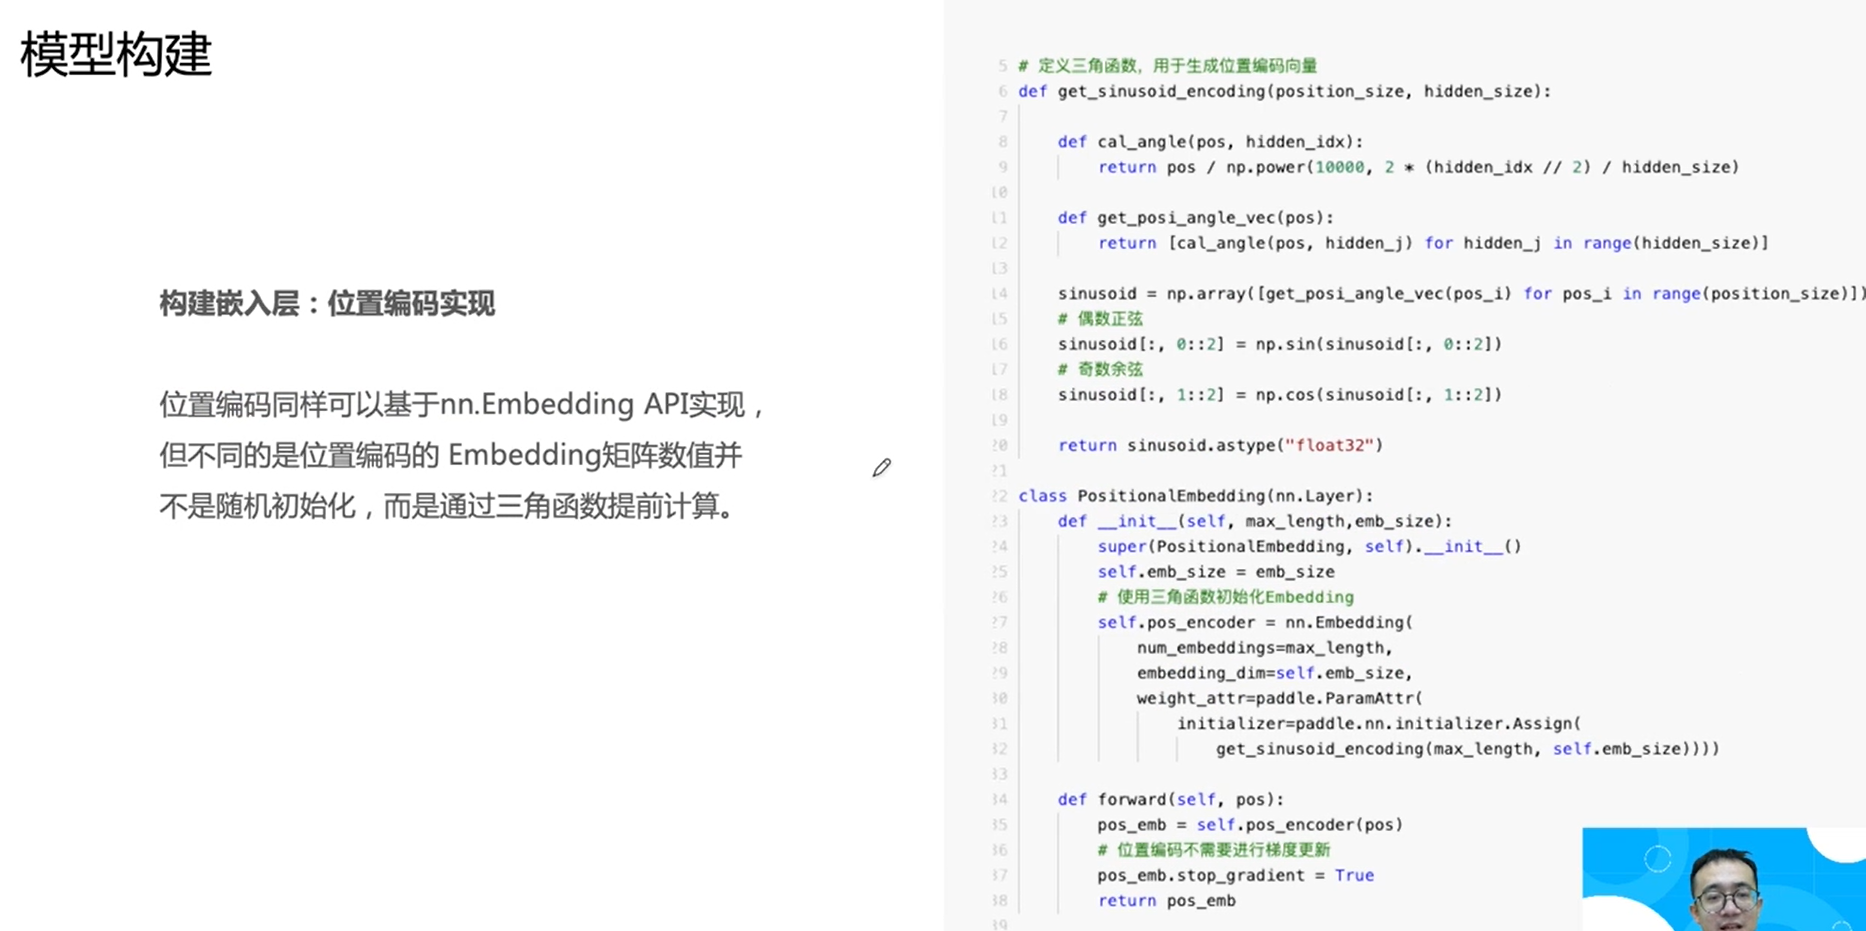 模型构建
构建嵌入层：位置编码实现
位置编码同样可以基于nn.Embedding API实现，
但不同的是位置编码的 Embedding矩阵数值并
不是随机初始化，而是通过三角函数提前计算。
5 # 定义三角函数，用于生成位置编码向量
6 def get_sinusoid_encoding(position_size, hidden_size):
7
8 def cal_angle(pos, hidden_idx):
9 return pos / np.power(10000, 2 * (hidden_idx // 2) / hidden_size)
10
11 def get_posi_angle_vec(pos):
12 return [cal_angle(pos, hidden_j) for hidden_j in range(hidden_size)]
13
14 sinusoid = np.array([get_posi_angle_vec(pos_i) for pos_i in range(position_size)])
15 # 偶数正弦
16 sinusoid[:, 0::2] = np.sin(sinusoid[:, 0::2])
17 # 奇数余弦
18 sinusoid[:, 1::2] = np.cos(sinusoid[:, 1::2])
19
20 return sinusoid.astype("float32")
21
22 class PositionalEmbedding(nn.Layer):
23 def __init__(self, max_length,emb_size):
24 super(PositionalEmbedding, self).__init__()
25 self.emb_size = emb_size
26 # 使用三角函数初始化Embedding
27 self.pos_encoder = nn.Embedding(
28 num_embeddings=max_length,
29 embedding_dim=self.emb_size,
30 weight_attr=paddle.ParamAttr(
31 initializer=paddle.nn.initializer.Assign(
32 get_sinusoid_encoding(max_length, self.emb_size))))
33
34 def forward(self, pos):
35 pos_emb = self.pos_encoder(pos)
36 # 位置编码不需要进行梯度更新
37 pos_emb.stop_gradient = True
38 return pos_emb
39